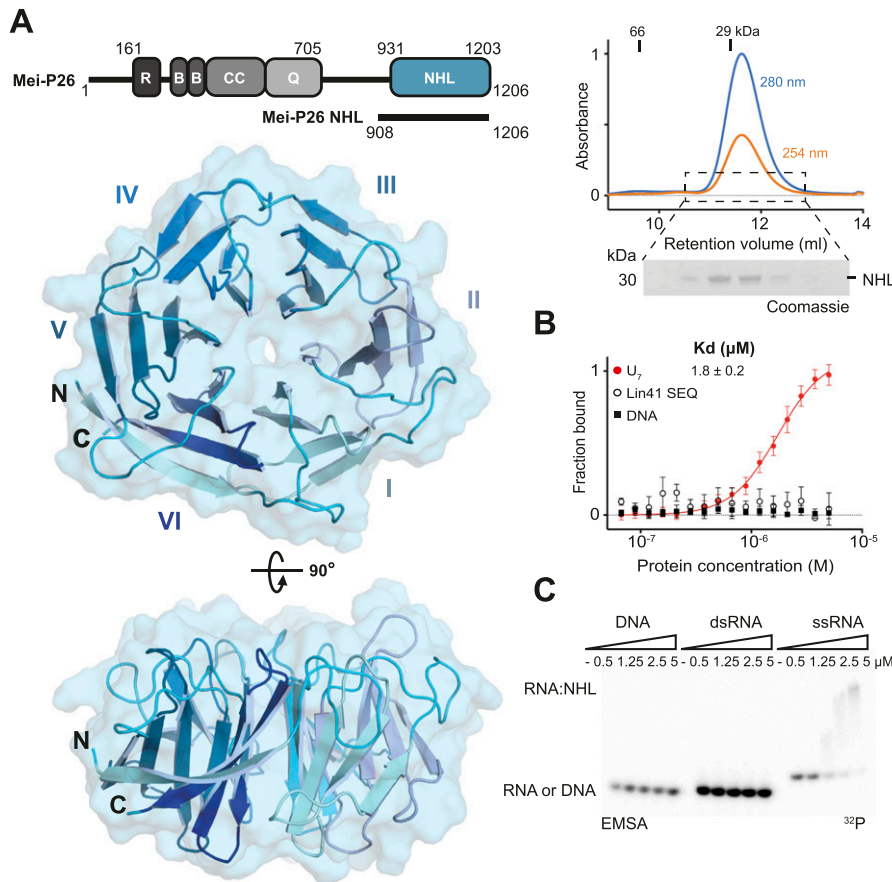 A
161 705 931 1203
Mei-P26 R B B CC Q NHL
1 1206
Mei-P26 NHL
908 1206
IV III
II
V
N
C
I
VI
90°
N
C
66 29 kDa
1
280 nm
Absorbance
254 nm
0
10 12 14
Retention volume (ml)
kDa
30 NHL
Coomassie
B
Kd (µM)
1 U₇ 1.8 ± 0.2
Lin41 SEQ
DNA
Fraction bound
0
10⁻⁷ 10⁻⁶ 10⁻⁵
Protein concentration (M)
C
DNA dsRNA ssRNA
- 0.5 1.25 2.5 5 - 0.5 1.25 2.5 5 - 0.5 1.25 2.5 5 µM
RNA:NHL
RNA or DNA
EMSA ³²P